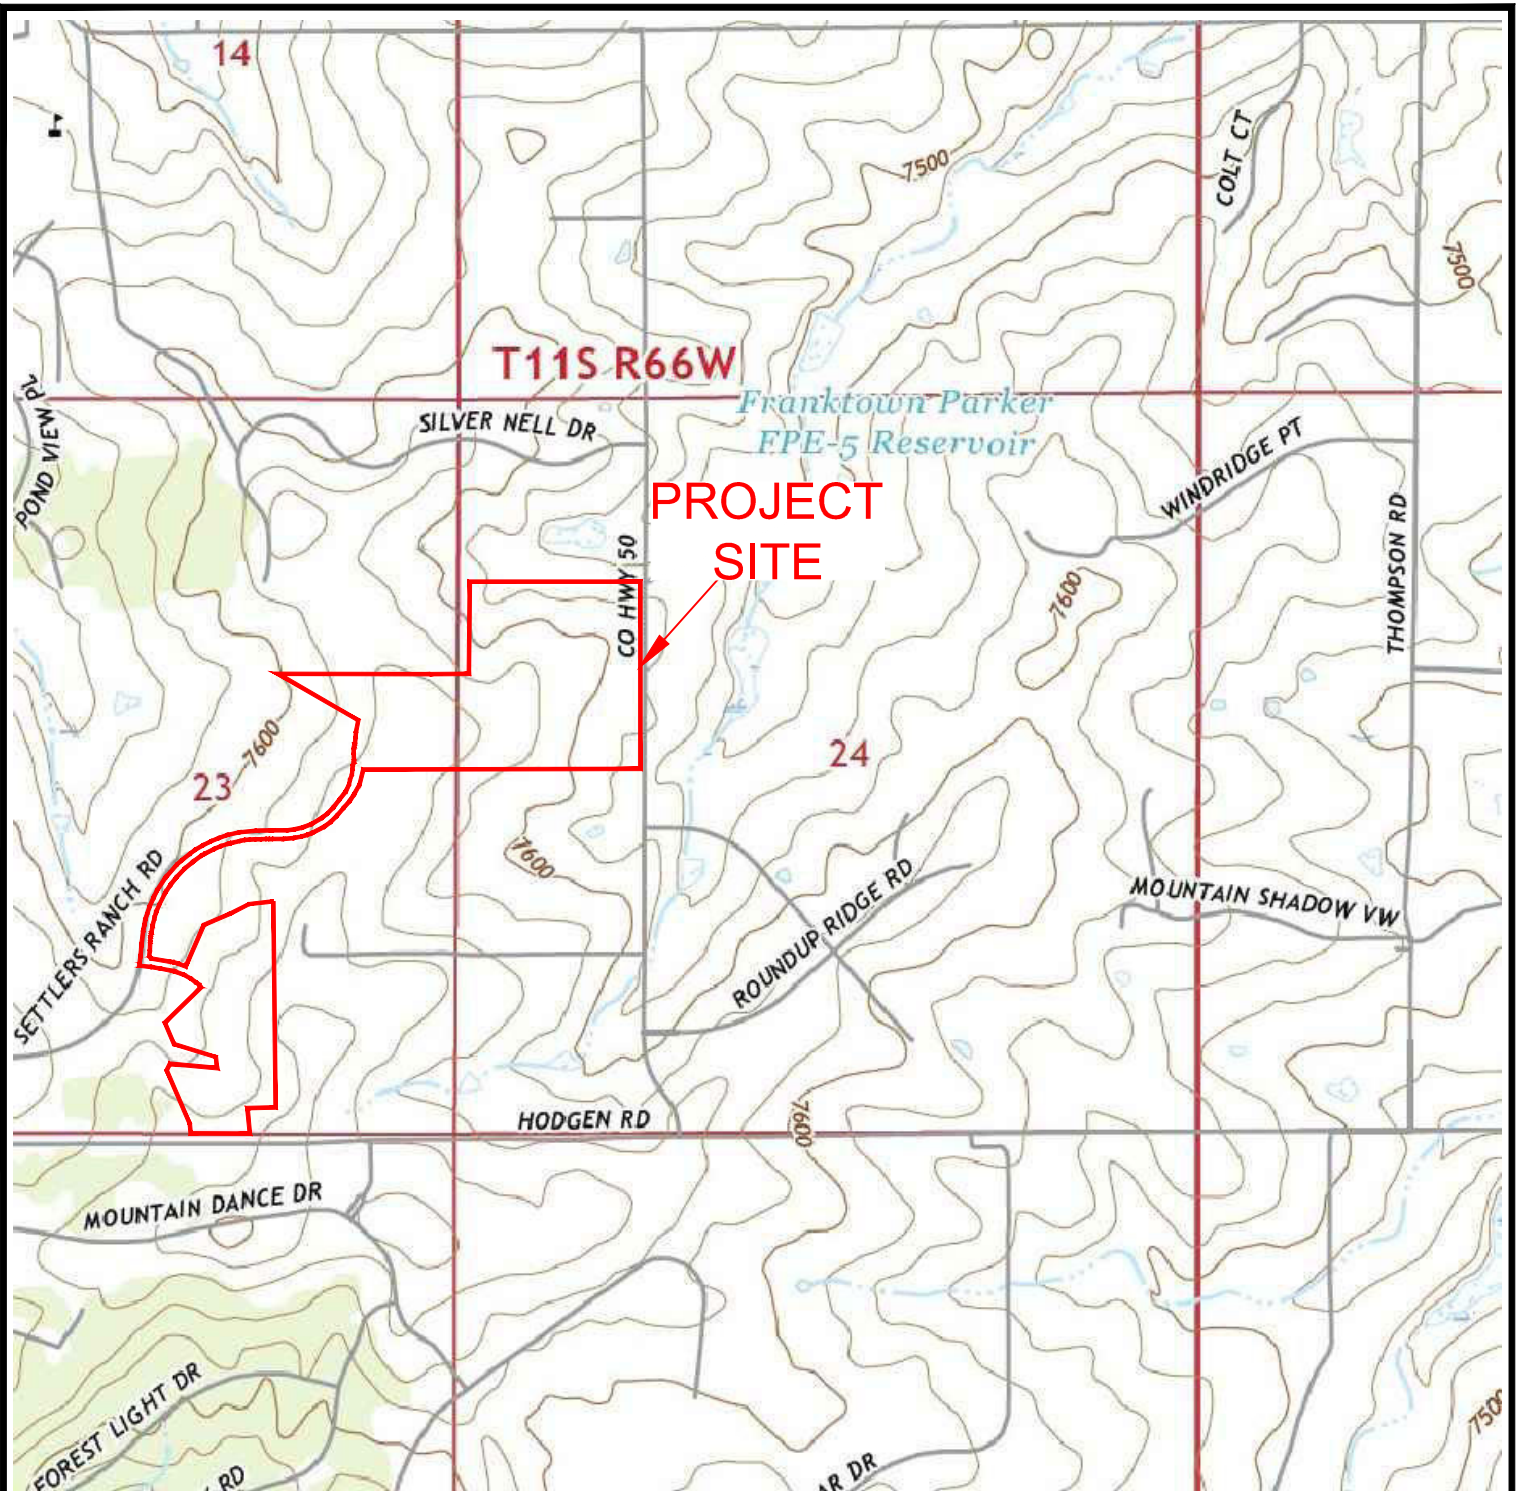 14
COLT CT
7500
7500
T11S R66W
POND VIEW PL
SILVER NELL DR
Franktown Parker
FPE-5 Reservoir
WINDRIDGE PT
PROJECT
SITE
CO HWY 50
THOMPSON RD
7600
7600
23
24
7600
SETTLERS RANCH RD
ROUNDUP RIDGE RD
MOUNTAIN SHADOW VW
HODGEN RD
7600
MOUNTAIN DANCE DR
FOREST LIGHT DR
RD
AR DR
750